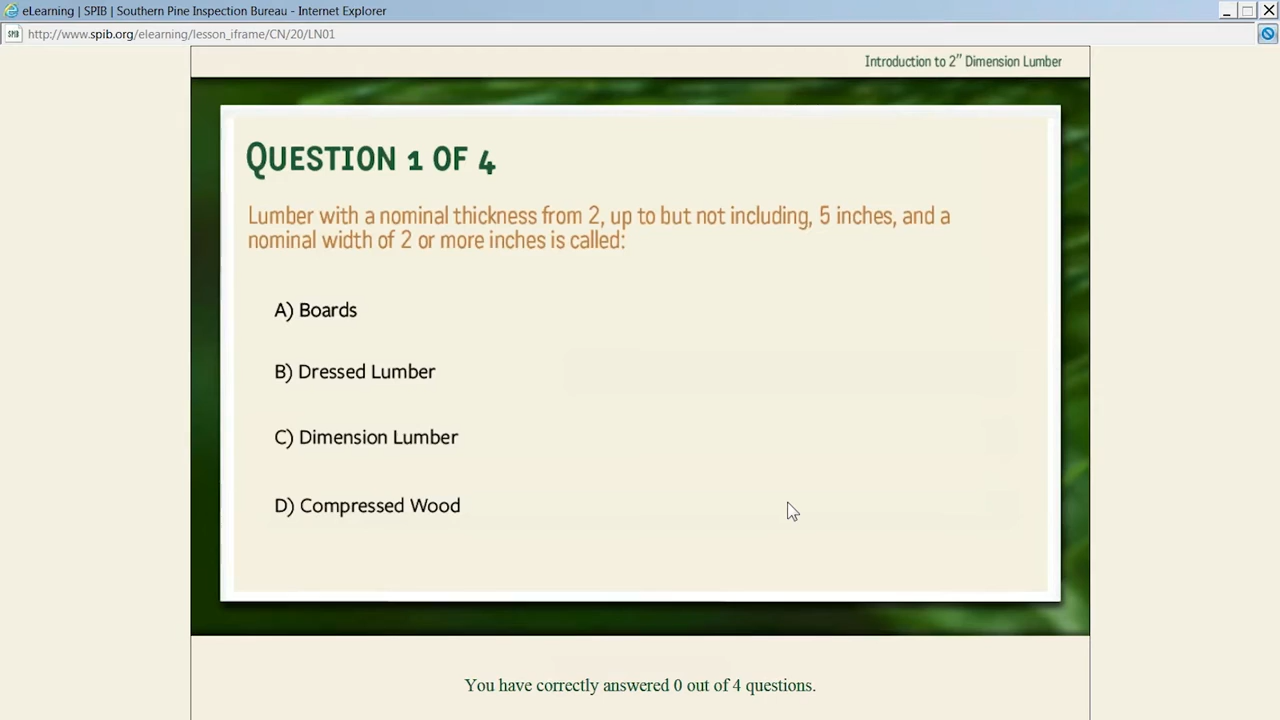 eLearning | SPIB | Southern Pine Inspection Bureau - Internet Explorer
SPIB http://www.spib.org/elearning/lesson_iframe/CN/20/LN01
Introduction to 2" Dimension Lumber
QUESTION 1 OF 4
Lumber with a nominal thickness from 2, up to but not including, 5 inches, and a
nominal width of 2 or more inches is called:
A) Boards
B) Dressed Lumber
C) Dimension Lumber
D) Compressed Wood
You have correctly answered 0 out of 4 questions.